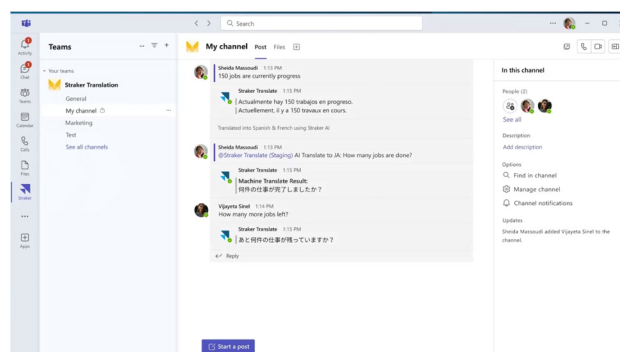 Search
Activity
Chat
Teams
Calendar
Calls
Files
Straker
Apps
Teams
Your teams
Straker Translation
General
My channel
Marketing
Test
See all channels
My channel Post Files
Sheida Massoudi 1:13 PM
150 jobs are currently progress
Straker Translate 1:13 PM
Actualmente hay 150 trabajos en progreso.
Actuellement, il y a 150 travaux en cours.
Translated into Spanish & French using Straker AI
Sheida Massoudi 1:13 PM
@Straker Translate (Staging) AI Translate to JA: How many jobs are done?
Straker Translate 1:13 PM
Machine Translate Result:
何件の仕事が完了しましたか？
Vijayeta Sinel 1:14 PM
How many more jobs left?
Straker Translate 1:13 PM
あと何件の仕事が残っていますか？
Reply
Start a post
In this channel
People (2)
See all
Description
Add description
Options
Find in channel
Manage channel
Channel notifications
Updates
Sheida Massoudi added Vijayeta Sinel to the
channel.